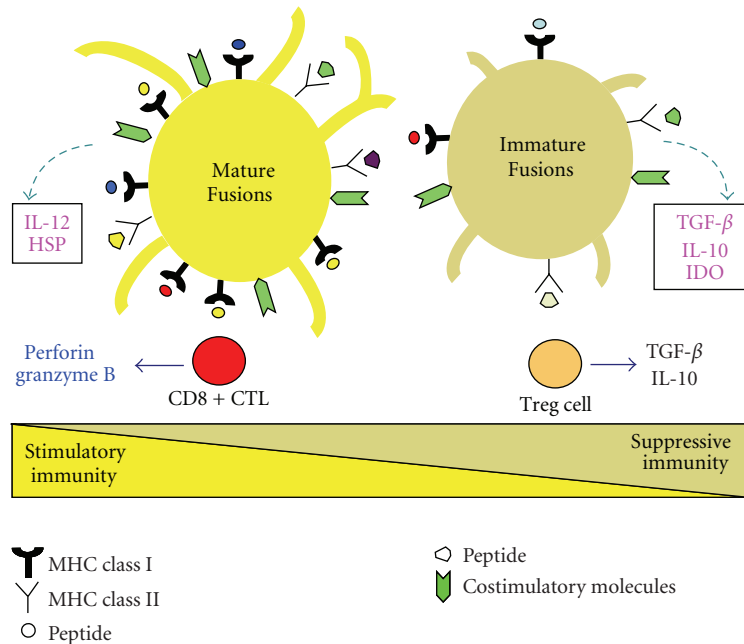 Mature
Fusions
Immature
Fusions
IL-12
HSP
TGF-β
IL-10
IDO
Perforin
granzyme B
CD8 + CTL
Treg cell
TGF-β
IL-10
Stimulatory
immunity
Suppressive
immunity
MHC class I
MHC class II
Peptide
Peptide
Costimulatory molecules